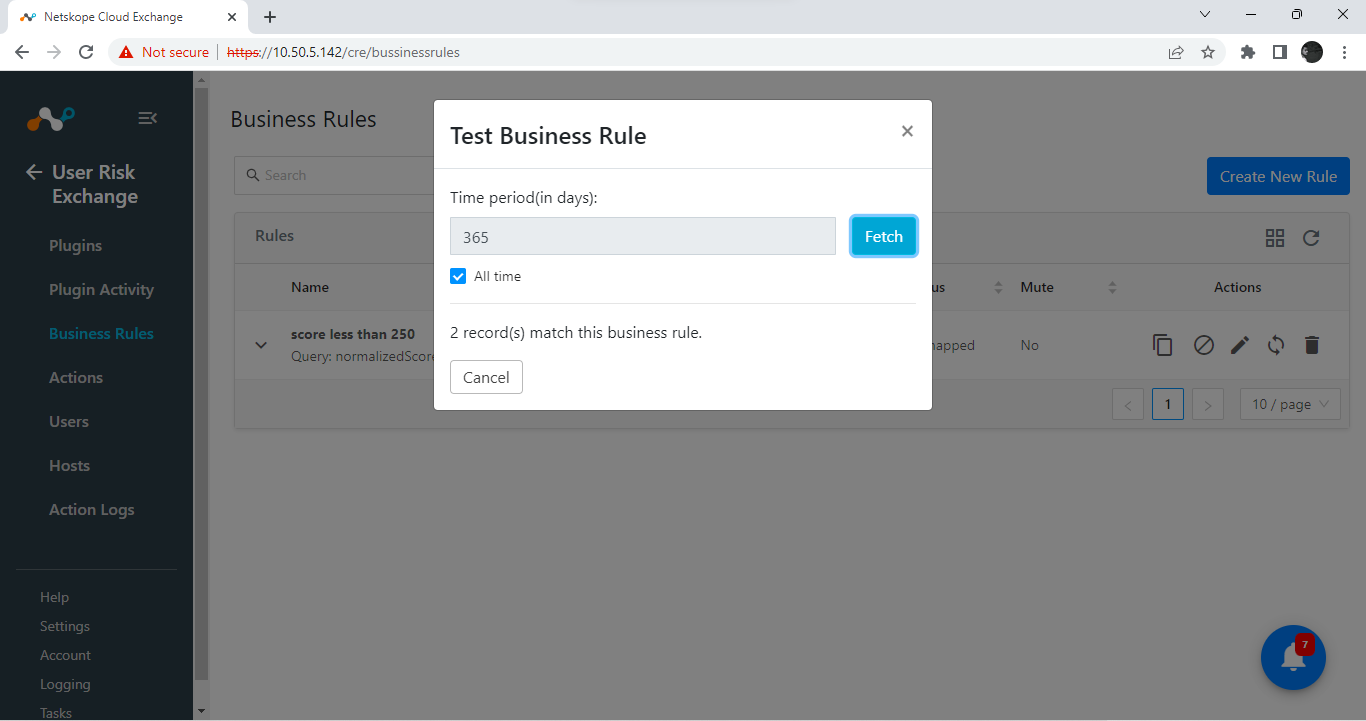 Netskope Cloud Exchange
Not secure
https://10.50.5.142/cre/bussinessrules
User Risk
Exchange
Plugins
Plugin Activity
Business Rules
Actions
Users
Hosts
Action Logs
Help
Settings
Account
Logging
Tasks
Business Rules
Search
Create New Rule
Rules
Name
us
Mute
Actions
score less than 250
Query: normalizedScore
napped
No
1
10 / page
Test Business Rule
Time period(in days):
365
Fetch
All time
2 record(s) match this business rule.
Cancel
7